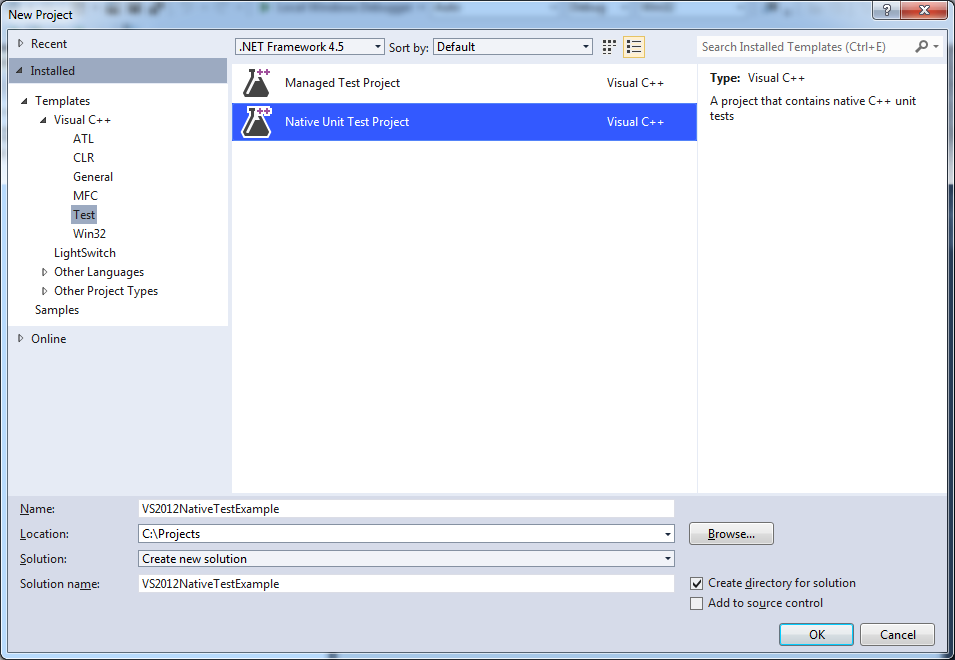 New Project
Recent
Installed
Templates
Visual C++
ATL
CLR
General
MFC
Test
Win32
LightSwitch
Other Languages
Other Project Types
Samples
Online
.NET Framework 4.5
Sort by:
Default
Managed Test Project Visual C++
Native Unit Test Project Visual C++
Search Installed Templates (Ctrl+E)
Type: Visual C++
A project that contains native C++ unit
tests
Name: VS2012NativeTestExample
Location: C:\Projects
Browse...
Solution: Create new solution
Solution name: VS2012NativeTestExample
Create directory for solution
Add to source control
OK
Cancel